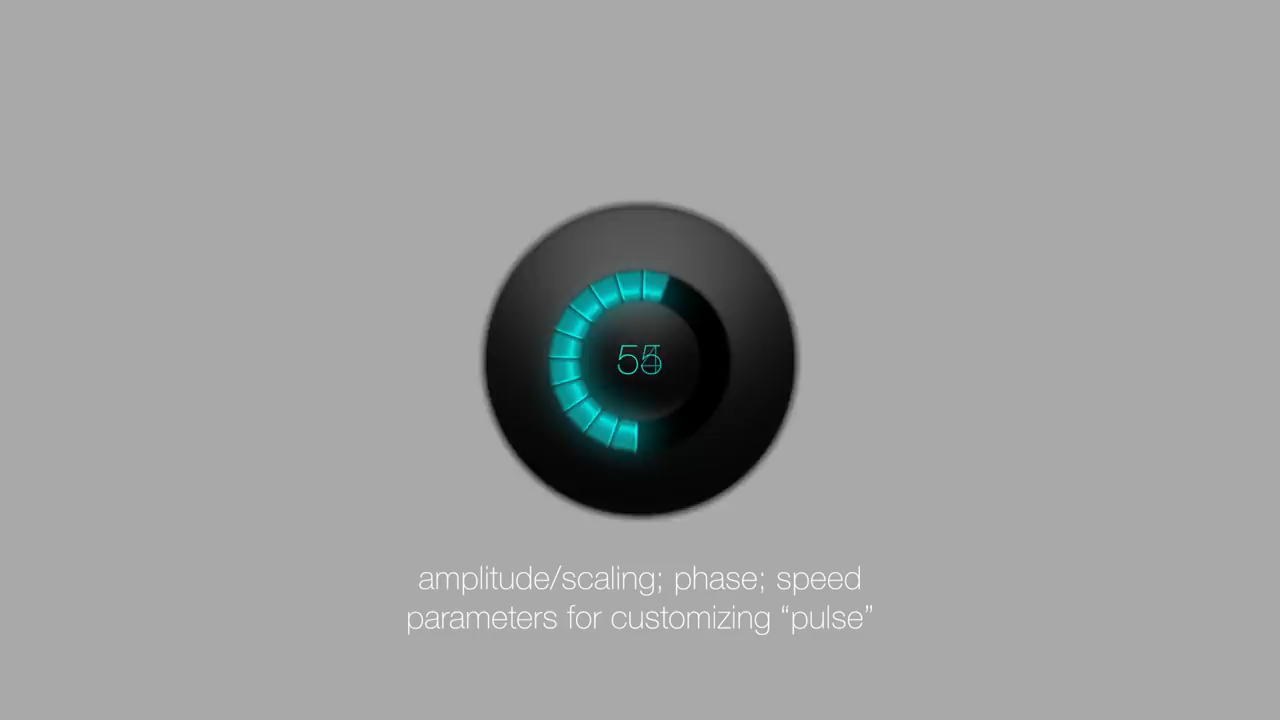 amplitude/scaling; phase; speed
parameters for customizing “pulse”